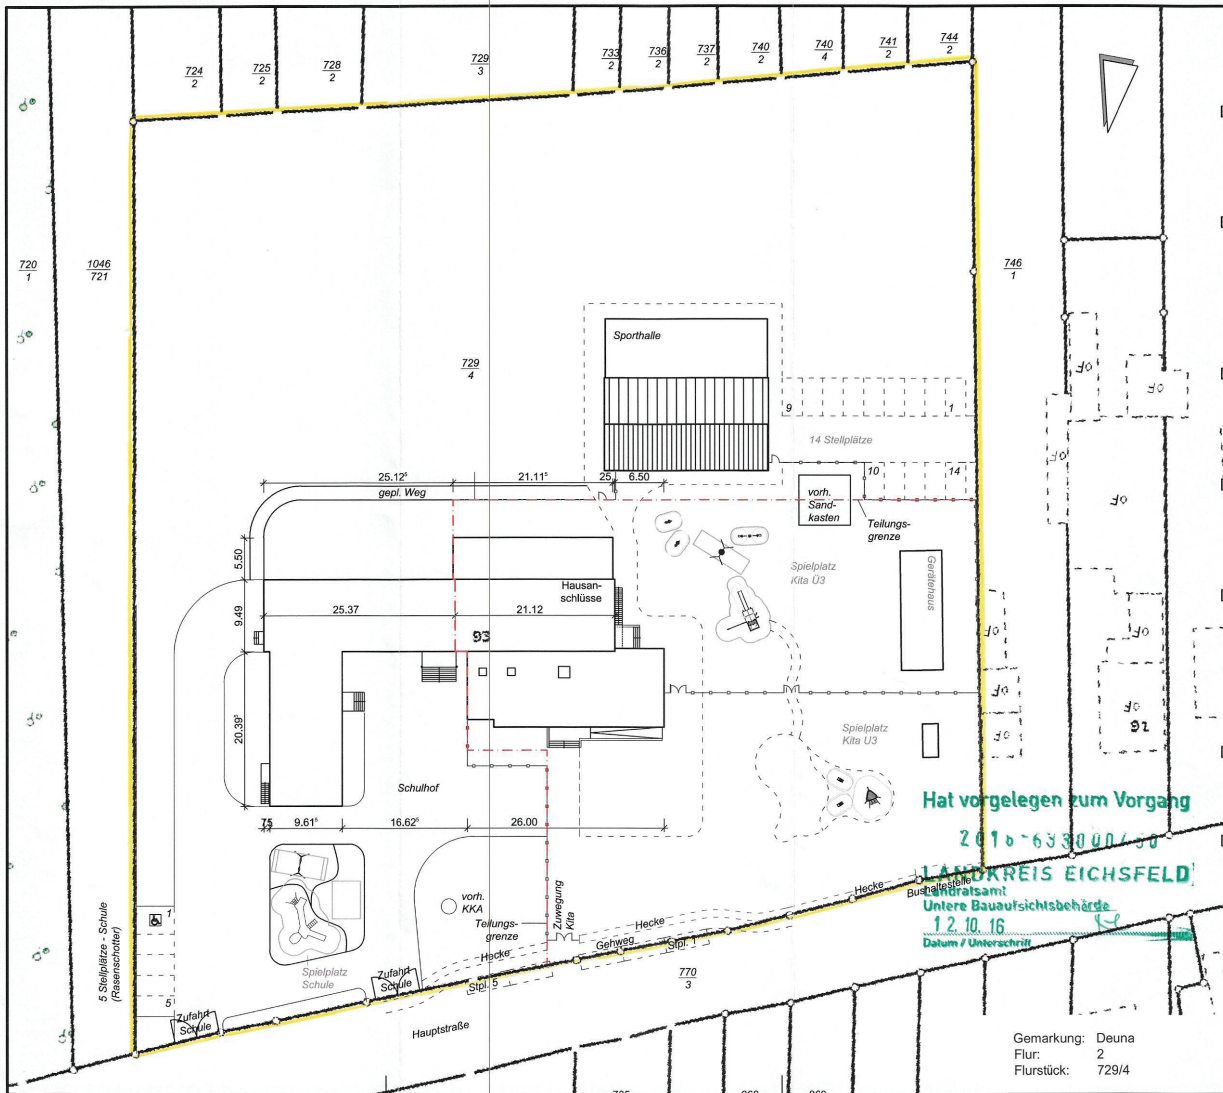 724
2
725
2
728
2
729
3
733
2
736
2
737
2
740
2
740
4
741
2
744
2
720
1
1046
721
746
1
729
4
Sporthalle
9
1
14 Stellplätze
10
14
25.12⁵
21.11⁵
25
6.50
gepl. Weg
vorh.
Sand-
kasten
Teilungs-
grenze
5.50
Hausan-
schlüsse
Spielplatz
Kita Ü3
Gerätehaus
9.49
25.37
21.12
93
20.39⁵
Spielplatz
Kita U3
Schulhof
75
9.61⁵
16.62⁵
26.00
92
Hat vorgelegen zum Vorgang
LANDKREIS EICHSFELD
Landratsamt
Untere Bauaufsichtsbehörde
12.10.16
Datum / Unterschrift
Hecke
Bushaltestelle
vorh.
KKA
Teilungs-
grenze
Zuwegung
Kita
Hecke
Gehweg
Stpl. 1
Hecke
Stpl. 5
770
3
5 Stellplätze - Schule
(Rasenschotter)
1
5
Spielplatz
Schule
Zufahrt
Schule
Zufahrt
Schule
Hauptstraße
Gemarkung: Deuna
Flur: 2
Flurstück: 729/4